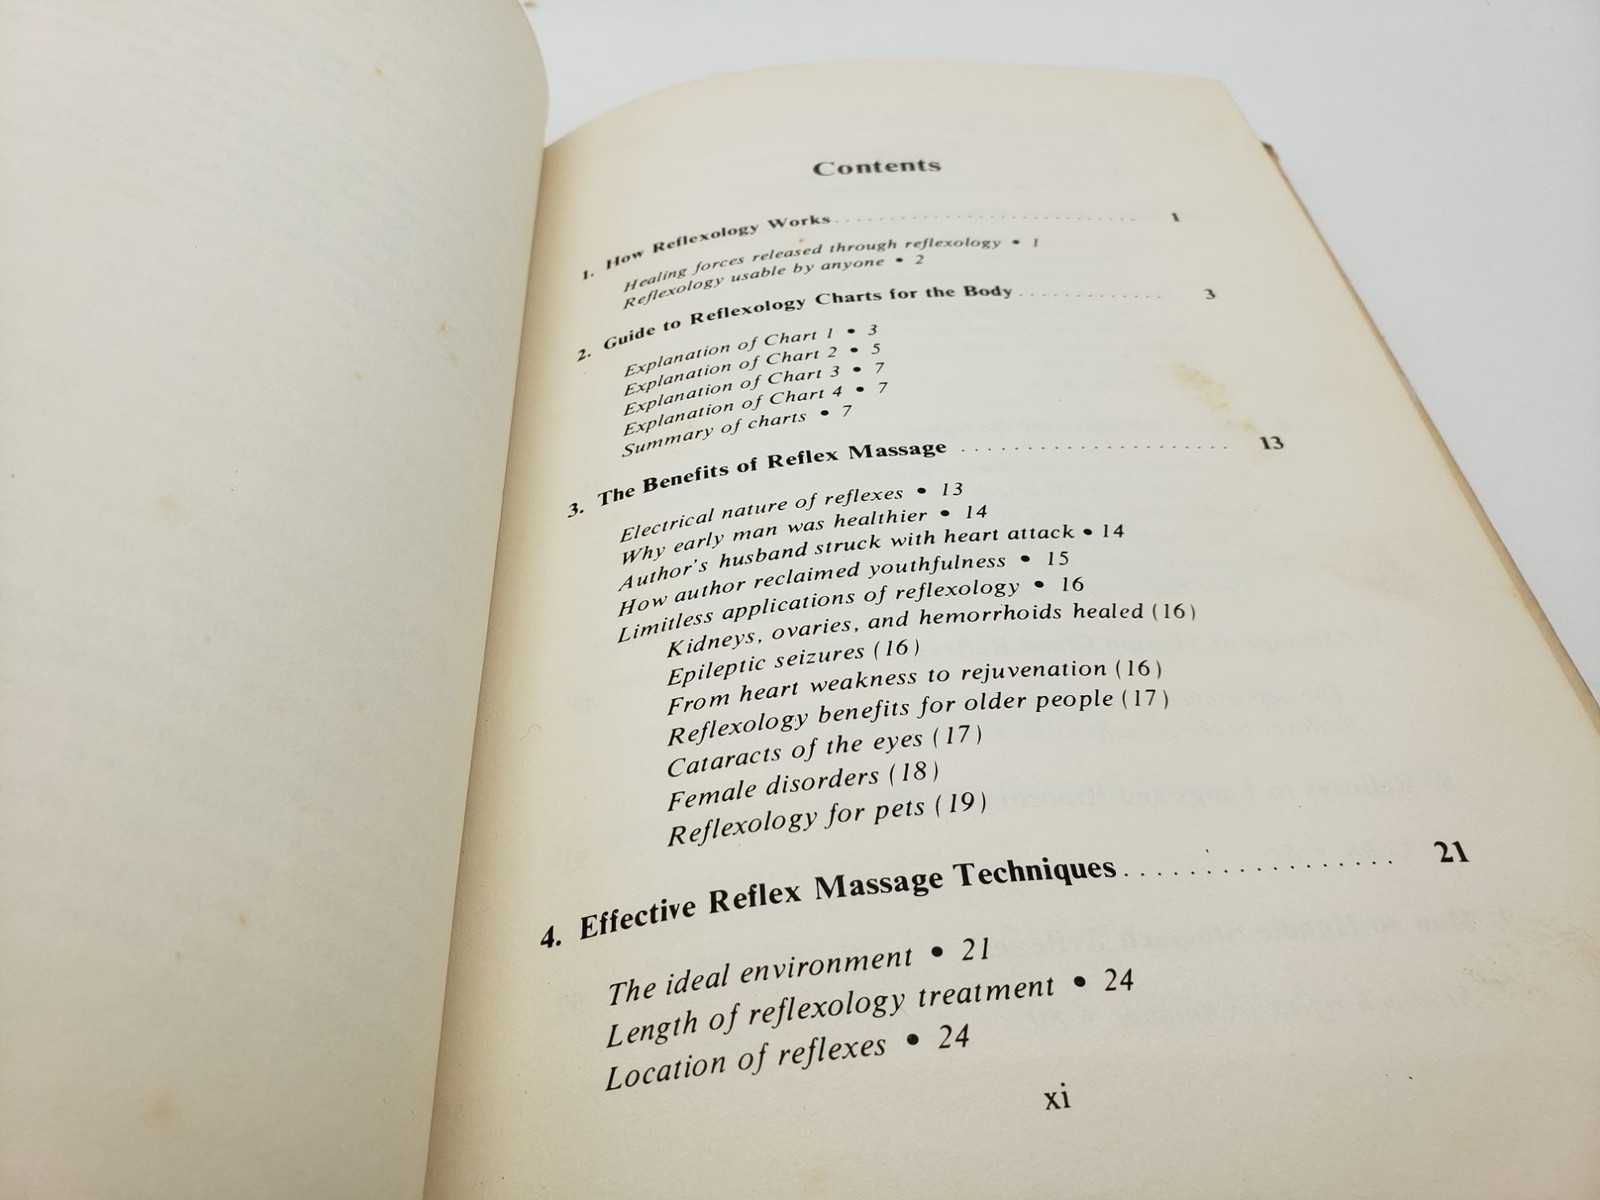 Contents
1. How Reflexology Works............................ 1
Healing forces released through reflexology • 1
Reflexology usable by anyone • 2
2. Guide to Reflexology Charts for the Body............. 3
Explanation of Chart 1 • 3
Explanation of Chart 2 • 5
Explanation of Chart 3 • 7
Explanation of Chart 4 • 7
Summary of charts • 7
3. The Benefits of Reflex Massage ..................... 13
Electrical nature of reflexes • 13
Why early man was healthier • 14
Author's husband struck with heart attack • 14
How author reclaimed youthfulness • 15
Limitless applications of reflexology • 16
Kidneys, ovaries, and hemorrhoids healed (16)
Epileptic seizures (16)
From heart weakness to rejuvenation (16)
Reflexology benefits for older people (17)
Cataracts of the eyes (17)
Female disorders (18)
Reflexology for pets (19)
4. Effective Reflex Massage Techniques................. 21
The ideal environment • 21
Length of reflexology treatment • 24
Location of reflexes • 24
xi